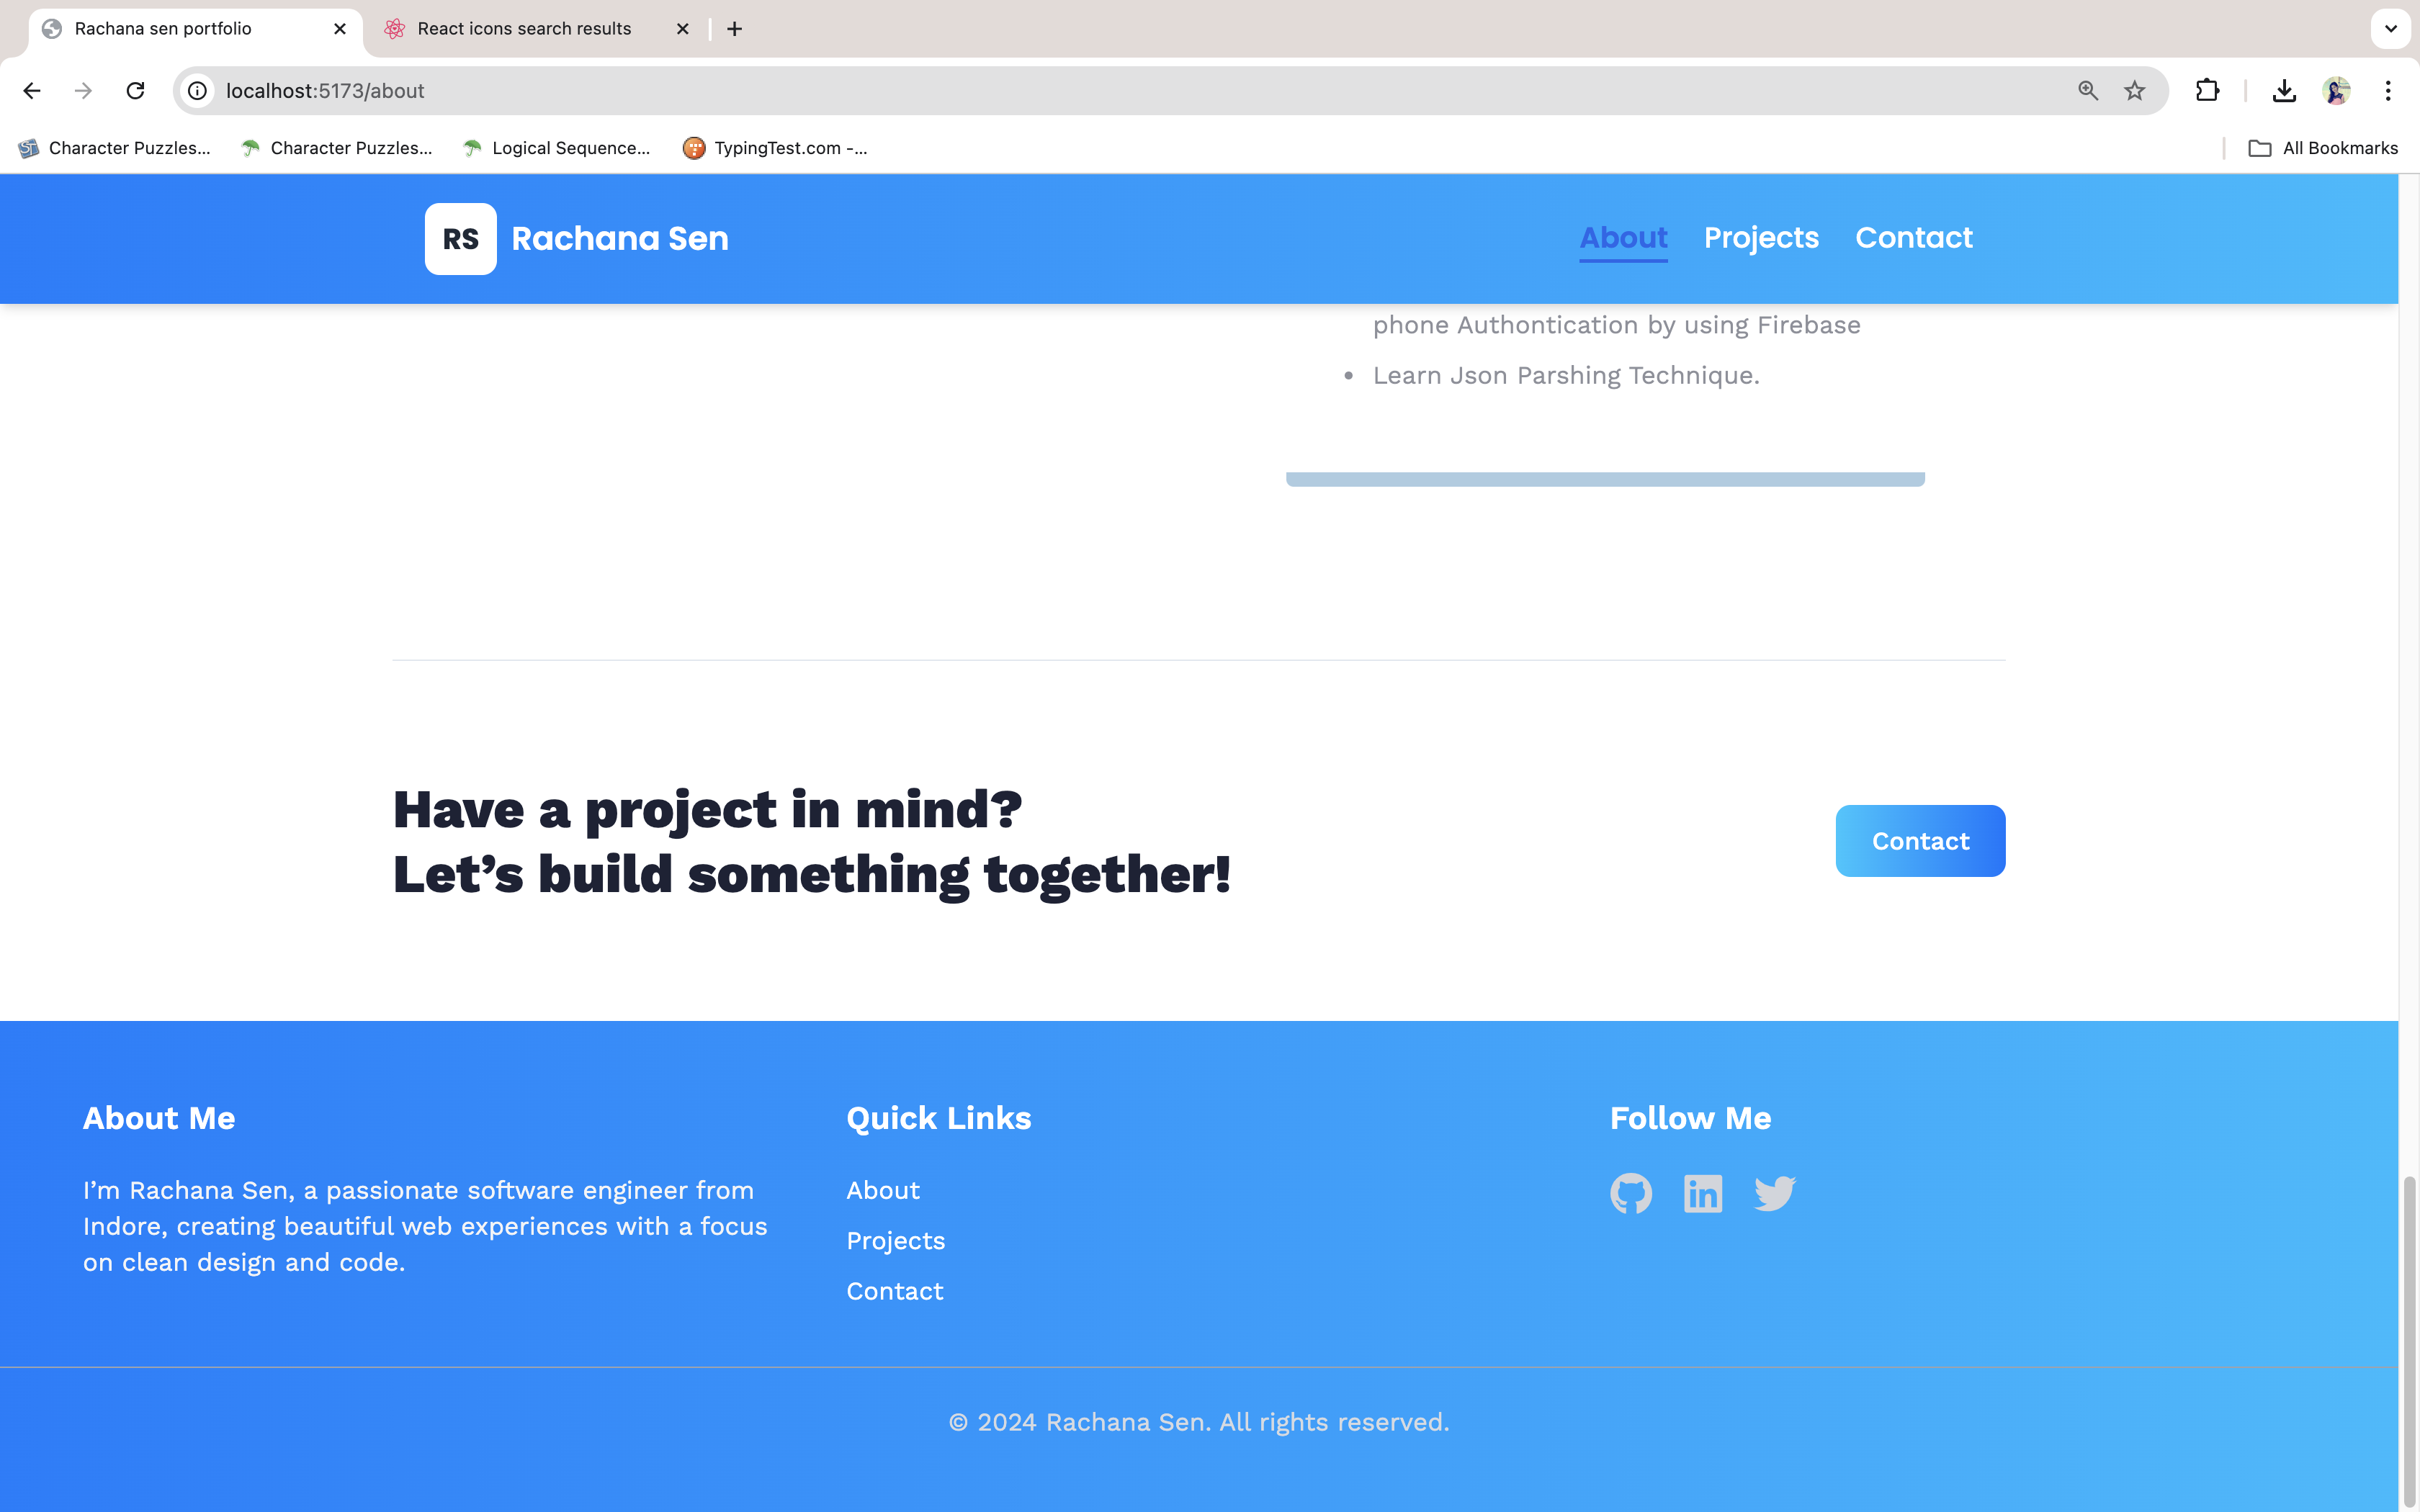 Rachana sen portfolio
React icons search results
localhost:5173/about
Character Puzzles...
Character Puzzles...
Logical Sequence...
TypingTest.com -...
All Bookmarks
RS
Rachana Sen
About
Projects
Contact
phone Authontication by using Firebase
• Learn Json Parshing Technique.
Have a project in mind?
Let’s build something together!
Contact
About Me
I’m Rachana Sen, a passionate software engineer from
Indore, creating beautiful web experiences with a focus
on clean design and code.
Quick Links
About
Projects
Contact
Follow Me
in
© 2024 Rachana Sen. All rights reserved.